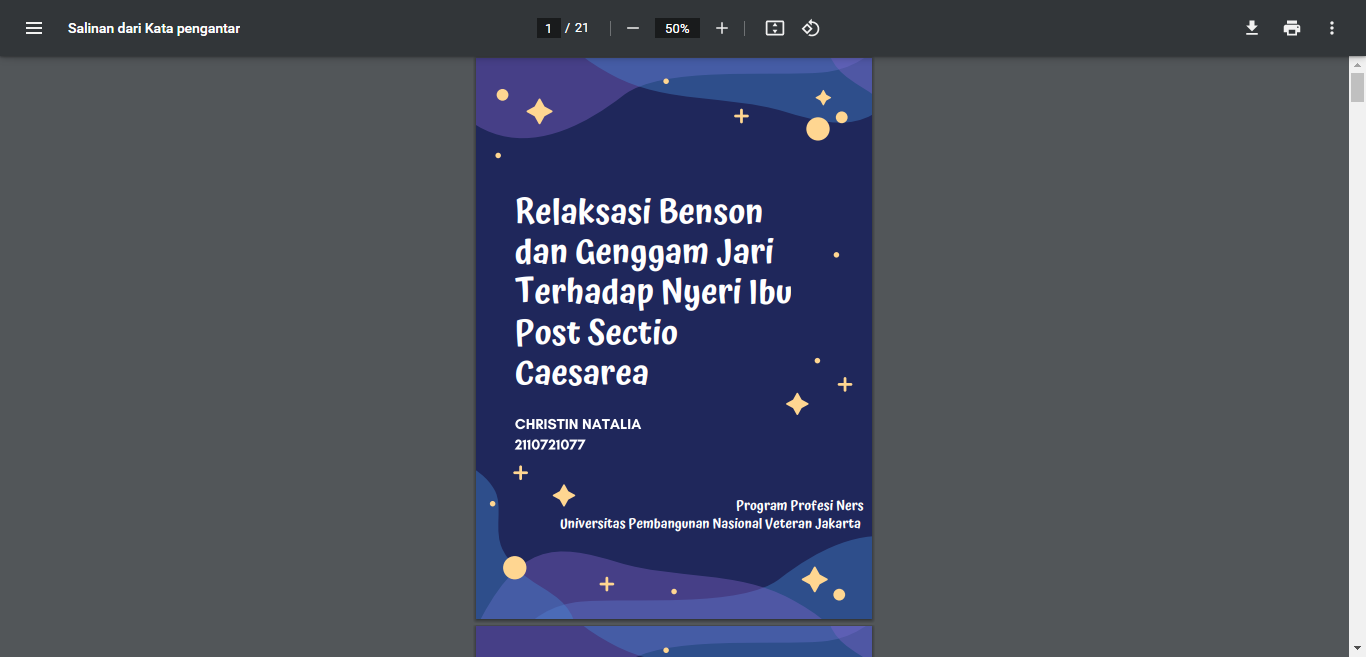 Salinan dari Kata pengantar
1 / 21
50%
Relaksasi Benson
dan Genggam Jari
Terhadap Nyeri Ibu
Post Sectio
Caesarea
CHRISTIN NATALIA
2110721077
Program Profesi Ners
Universitas Pembangunan Nasional Veteran Jakarta